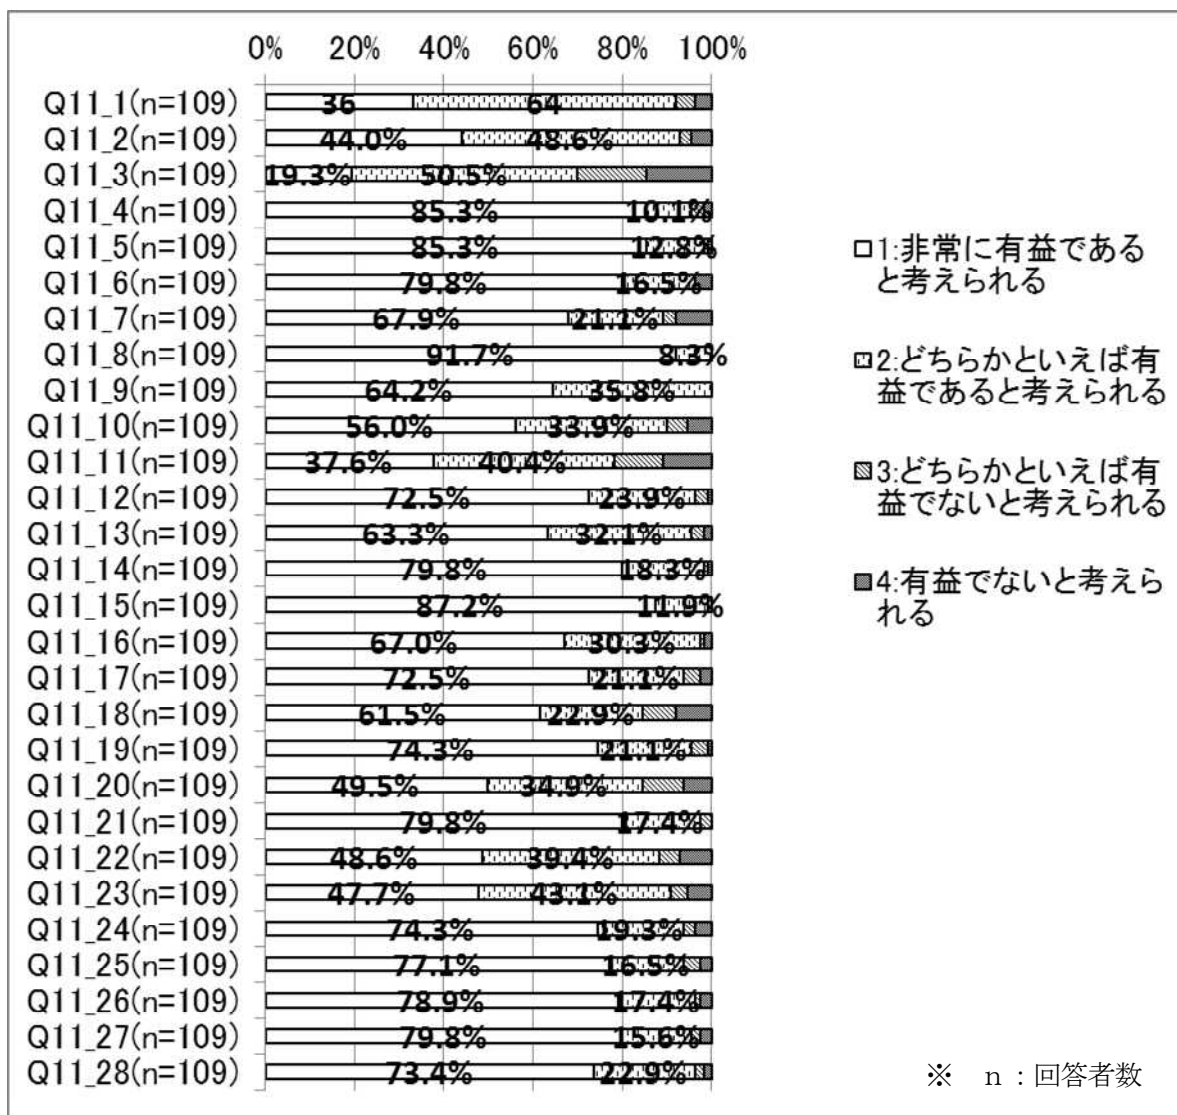 0% 20% 40% 60% 80% 100%
Q11_1(n=109) 36 64
Q11_2(n=109) 44.0% 48.6%
Q11_3(n=109) 19.3% 50.5%
Q11_4(n=109) 85.3% 10.1%
Q11_5(n=109) 85.3% 12.8%
Q11_6(n=109) 79.8% 16.5%
Q11_7(n=109) 67.9% 21.1%
Q11_8(n=109) 91.7% 8.3%
Q11_9(n=109) 64.2% 35.8%
Q11_10(n=109) 56.0% 33.9%
Q11_11(n=109) 37.6% 40.4%
Q11_12(n=109) 72.5% 23.9%
Q11_13(n=109) 63.3% 32.1%
Q11_14(n=109) 79.8% 18.3%
Q11_15(n=109) 87.2% 11.9%
Q11_16(n=109) 67.0% 30.3%
Q11_17(n=109) 72.5% 21.1%
Q11_18(n=109) 61.5% 22.9%
Q11_19(n=109) 74.3% 21.1%
Q11_20(n=109) 49.5% 34.9%
Q11_21(n=109) 79.8% 17.4%
Q11_22(n=109) 48.6% 39.4%
Q11_23(n=109) 47.7% 43.1%
Q11_24(n=109) 74.3% 19.3%
Q11_25(n=109) 77.1% 16.5%
Q11_26(n=109) 78.9% 17.4%
Q11_27(n=109) 79.8% 15.6%
Q11_28(n=109) 73.4% 22.9%
1:非常に有益である
と考えられる
2:どちらかといえば有
益であると考えられる
3:どちらかといえば有
益でないと考えられる
4:有益でないと考えら
れる
※ n:回答者数